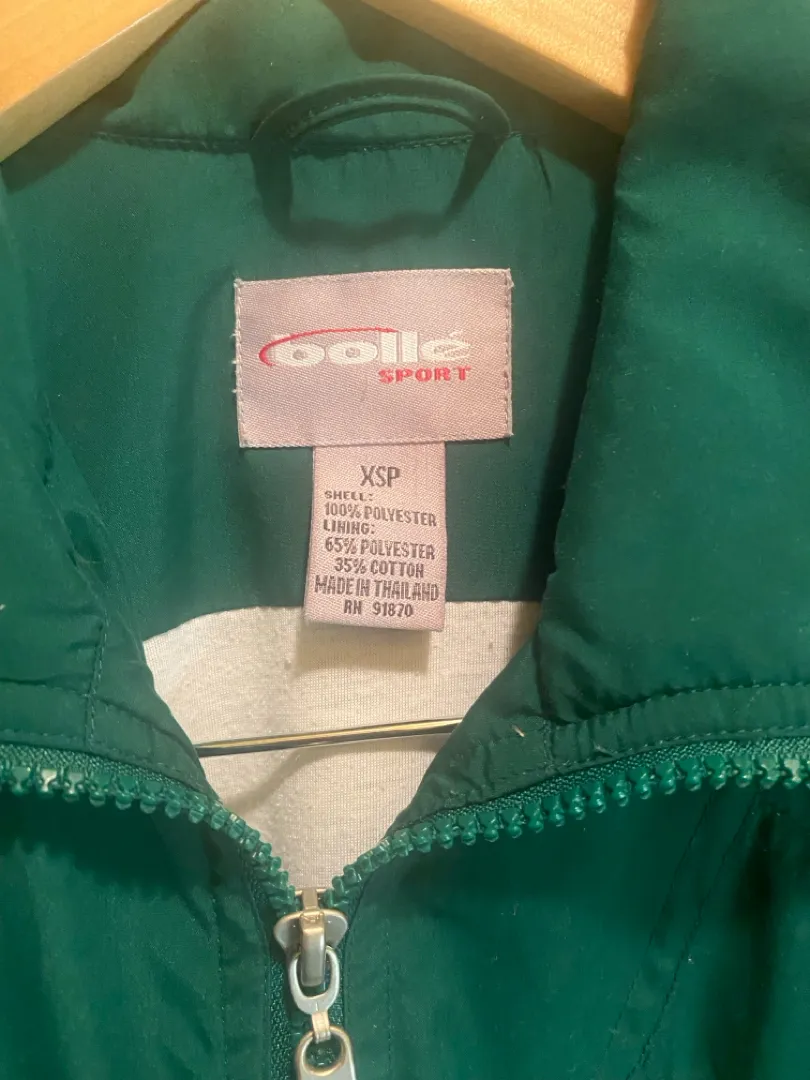 bollé
SPORT
XSP
SHELL:
100% POLYESTER
LINING:
65% POLYESTER
35% COTTON
MADE IN THAILAND
RN 91870